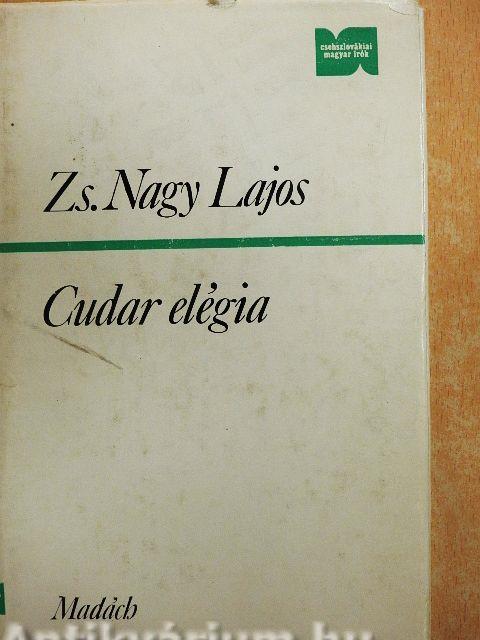 csehszlovákiai
magyar írók
Zs. Nagy Lajos
Cudar elégia
Madách
Antikvárium.hu